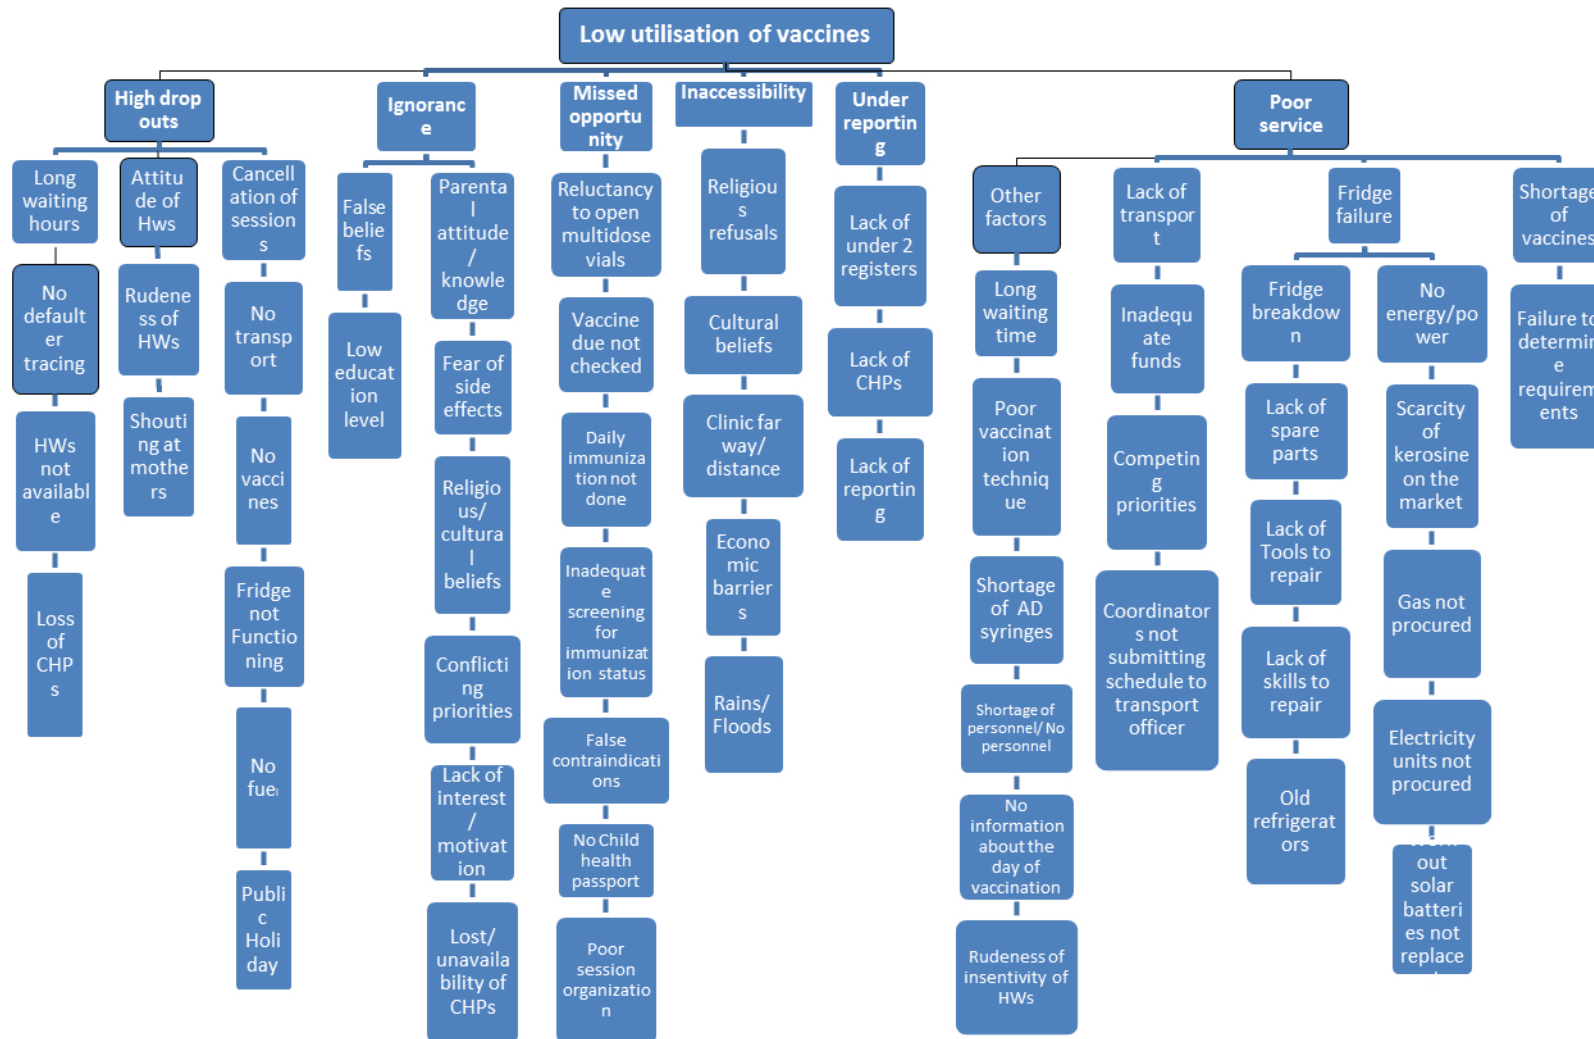 Low utilisation of vaccines
High drop
outs
Long
waiting
hours
No
default
er
tracing
HWs
not
availabl
e
Loss
of
CHP
s
Attitu
de of
Hws
Rudene
ss of
HWs
Shouti
ng at
mothe
rs
Cancell
ation of
session
s
No
transp
ort
No
vacci
nes
Fridge
not
Functio
ning
No
fuel
Publi
c
Holi
day
Ignoranc
e
False
belie
fs
Low
educat
ion
level
Parenta
l
attitude
/
knowle
dge
Fear of
side
effects
Religio
us/
cultura
l
beliefs
Conflicti
ng
priorities
Lack of
interest
/
motivat
ion
Lost/
unavaila
bility of
CHPs
Missed
opportu
nity
Reluctancy
to open
multidose
vials
Vaccine
due not
checked
Daily
immuniza
tion not
done
Inadequat
e
screening
for
immunizat
ion status
False
contraindicati
ons
No Child
health
passport
Poor
session
organizatio
n
Inaccessibility
Religiou
s
refusals
Cultural
beliefs
Clinic far
way/
distance
Econo
mic
barrier
s
Rains/
Floods
Under
reportin
g
Lack of
under 2
registers
Lack of
CHPs
Lack of
reportin
g
Poor
service
Other
factors
Long
waiting
time
Poor
vaccinat
ion
techniq
ue
Shortage
of AD
syringes
Shortage of
personnel/ No
personnel
No
information
about the
day of
vaccination
Rudeness of
insentivity of
HWs
Lack of
transpor
t
Inadequ
ate
funds
Competin
g
priorities
Coordinator
s not
submitting
schedule to
transport
officer
Fridge
failure
Fridge
breakdow
n
Lack of
spare
parts
Lack of
Tools to
repair
Lack of
skills to
repair
Old
refrigerat
ors
No
energy/po
wer
Scarcity
of
kerosine
on the
market
Gas not
procured
Electricity
units not
procured
out
solar
batteri
es not
replace
Shortage
of
vaccines
Failure to
determin
e
requirem
ents